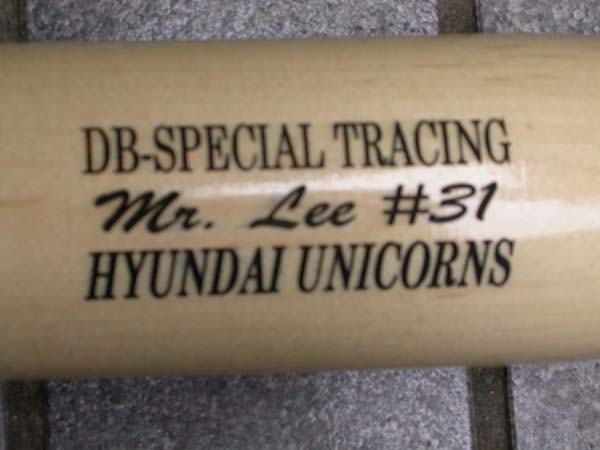 DB-SPECIAL TRACING
Mr. Lee #31
HYUNDAI UNICORNS